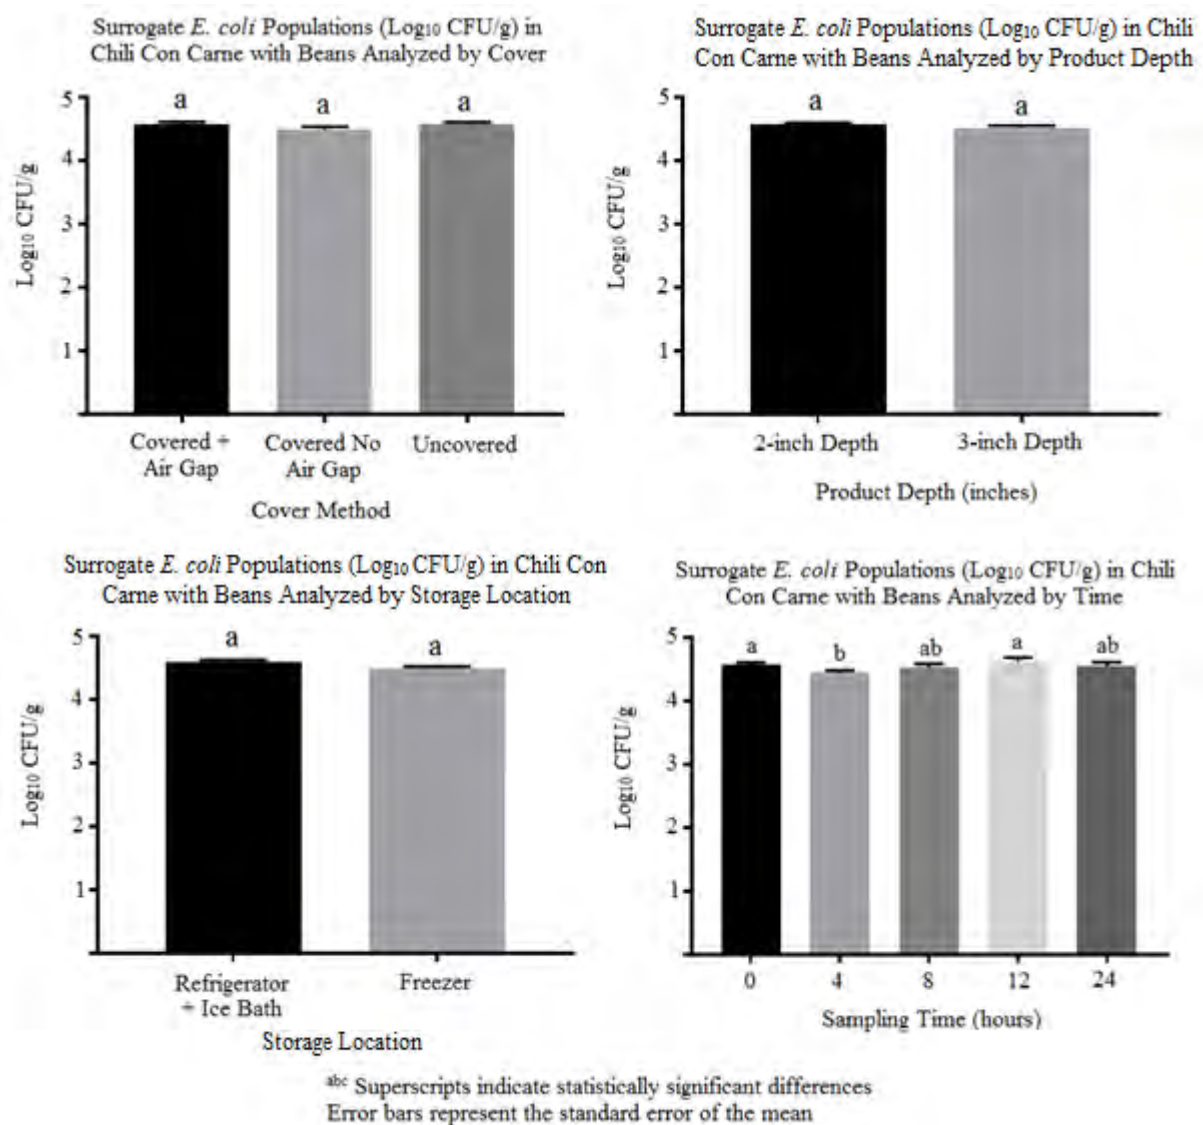 Surrogate E. coli Populations (Log10 CFU/g) in
Chili Con Carne with Beans Analyzed by Cover
5
4
3
2
1
Log10 CFU/g
a
a
a
Covered +
Air Gap
Covered No
Air Gap
Uncovered
Cover Method
Surrogate E. coli Populations (Log10 CFU/g) in Chili
Con Carne with Beans Analyzed by Product Depth
5
4
3
2
1
Log10 CFU/g
a
a
2-inch Depth
3-inch Depth
Product Depth (inches)
Surrogate E. coli Populations (Log10 CFU/g) in Chili Con
Carne with Beans Analyzed by Storage Location
5
4
3
2
1
Log10 CFU/g
a
a
Refrigerator
+ Ice Bath
Freezer
Storage Location
Surrogate E. coli Populations (Log10 CFU/g) in Chili
Con Carne with Beans Analyzed by Time
5
4
3
2
1
Log10 CFU/g
a
b
ab
a
ab
0
4
8
12
24
Sampling Time (hours)
abc Superscripts indicate statistically significant differences
Error bars represent the standard error of the mean